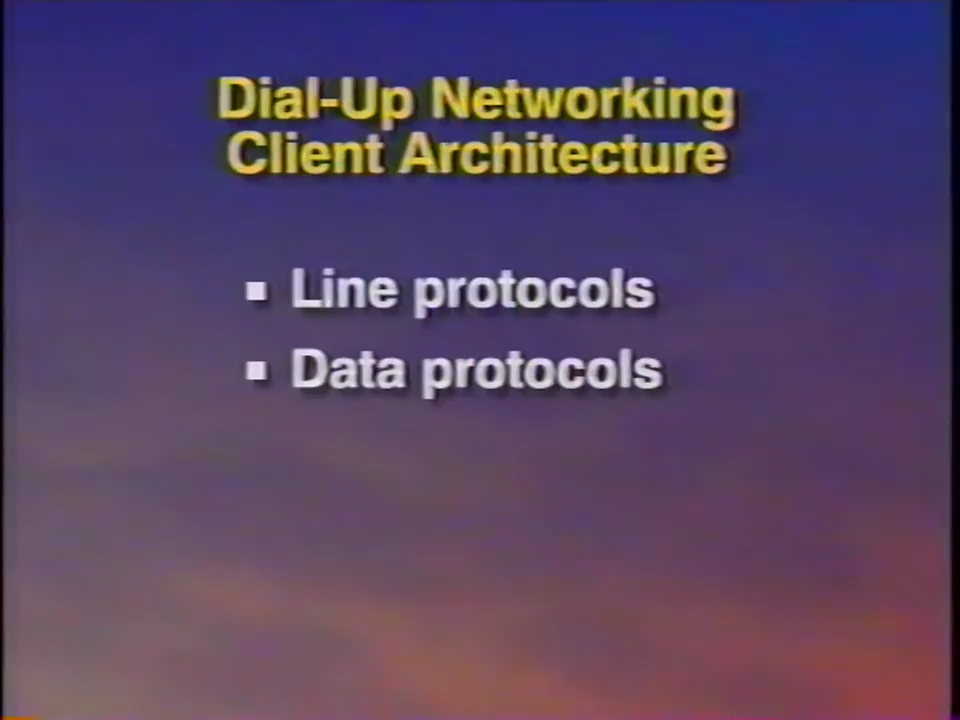 Dial-Up Networking
Client Architecture
▪ Line protocols
▪ Data protocols